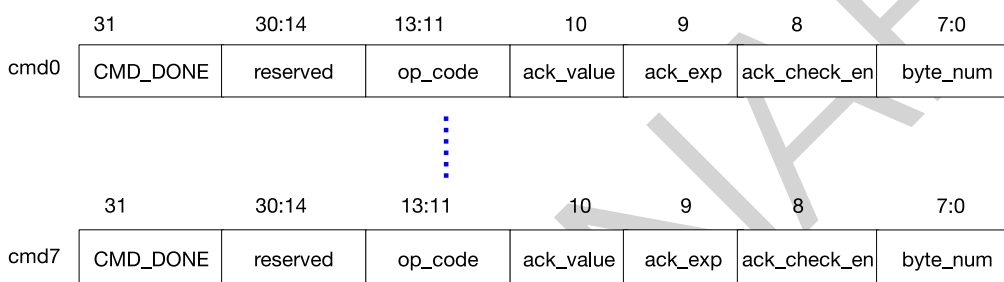 31 30:14 13:11 10 9 8 7:0
cmd0 CMD_DONE reserved op_code ack_value ack_exp ack_check_en byte_num
31 30:14 13:11 10 9 8 7:0
cmd7 CMD_DONE reserved op_code ack_value ack_exp ack_check_en byte_num